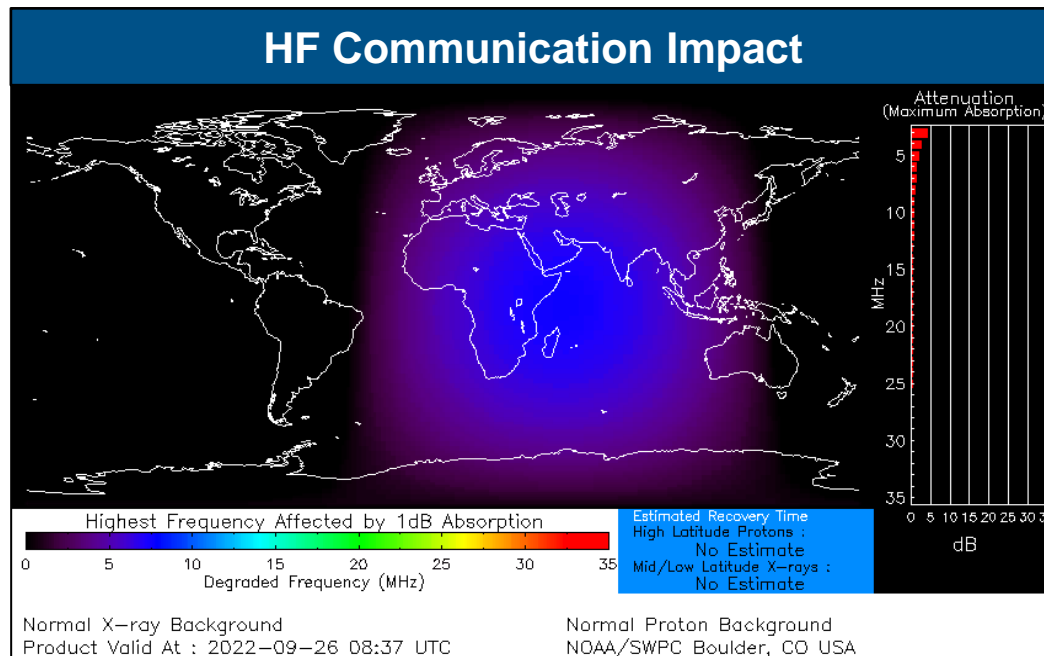 HF Communication Impact
Attenuation
(Maximum Absorption)
5
10
15
20
25
30
35
MHz
0 5 10 15 20 25 30 3
dB
Highest Frequency Affected by 1dB Absorption
0 5 10 15 20 25 30 35
Degraded Frequency (MHz)
Estimated Recovery Time
High Latitude Protons :
No Estimate
Mid/Low Latitude X-rays :
No Estimate
Normal X-ray Background
Product Valid At : 2022-09-26 08:37 UTC
Normal Proton Background
NOAA/SWPC Boulder, CO USA